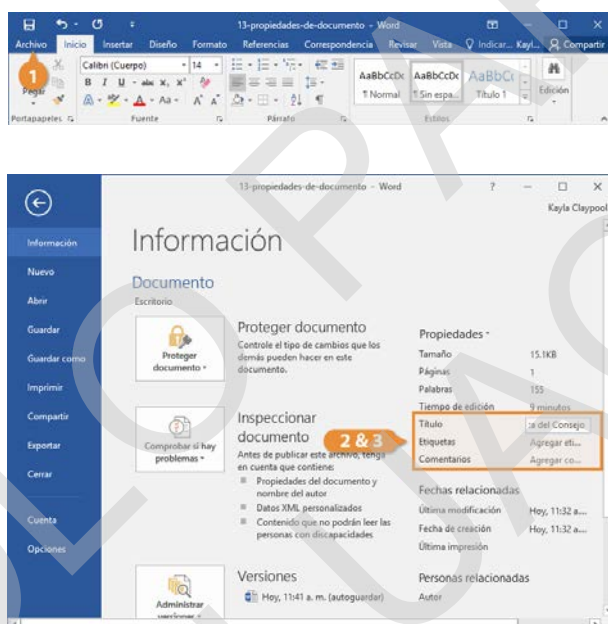 13-propiedades-de-documento - Word
Archivo Inicio Insertar Diseño Formato Referencias Correspondencia Revisar Vista Indicar... Kayl... Compartir
1
Calibri (Cuerpo) 14
Pegar
N K S abc x, x²
Aa
AaBbCcDc AaBbCcDc AaBbCc
¶ Normal ¶ Sin espa... Título 1
Edición
Portapapeles Fuente Párrafo Estilos
13-propiedades-de-documento - Word
Kayla Claypool
Información
Nuevo
Abrir
Guardar
Guardar como
Imprimir
Compartir
Exportar
Cerrar
Cuenta
Opciones
Información
Documento
Escritorio
Proteger documento
Proteger documento
Controle el tipo de cambios que los
demás pueden hacer en este
documento.
Comprobar si hay
problemas
Inspeccionar
documento
Antes de publicar este archivo, tenga
en cuenta que contiene:
Propiedades del documento y
nombre del autor
Datos XML personalizados
Contenido que no podrán leer las
personas con discapacidades
Administrar
versiones
Versiones
Hoy, 11:41 a. m. (autoguardar)
Propiedades
Tamaño 15.1KB
Páginas 1
Palabras 155
Tiempo de edición 9 minutos
2 & 3
Título a del Consejo
Etiquetas Agregar eti...
Comentarios Agregar co...
Fechas relacionadas
Última modificación Hoy, 11:32 a....
Fecha de creación Hoy, 11:32 a....
Última impresión
Personas relacionadas
Autor